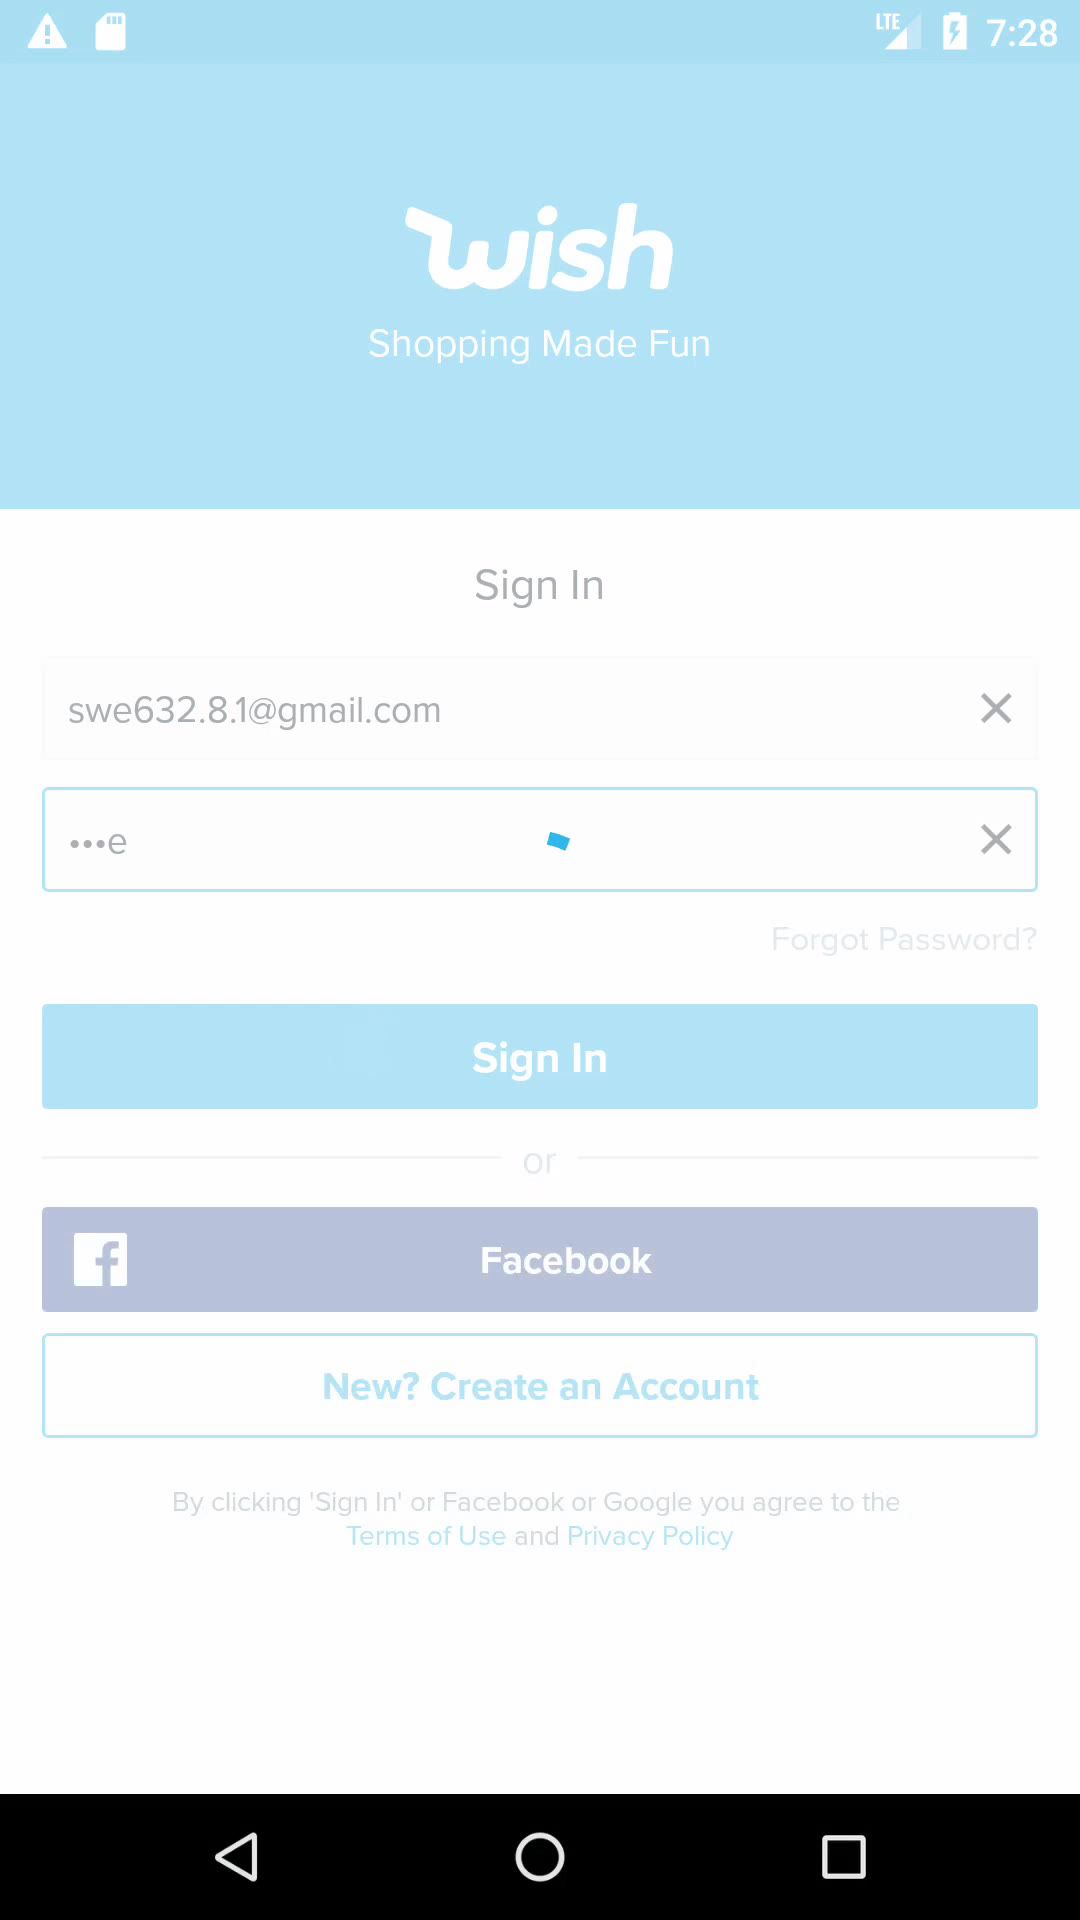 LTE 7:28
wish
Shopping Made Fun
Sign In
swe632.8.1@gmail.com
•••e
Forgot Password?
Sign In
or
Facebook
New? Create an Account
By clicking 'Sign In' or Facebook or Google you agree to the
Terms of Use and Privacy Policy